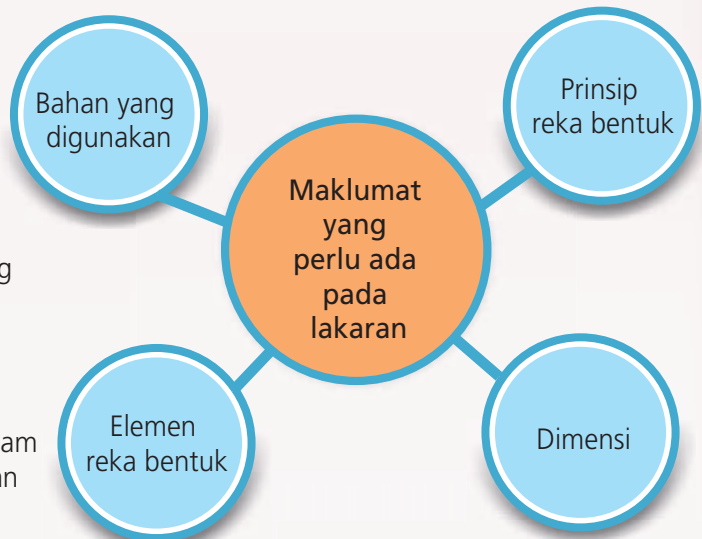 Bahan yang
digunakan
Prinsip
reka bentuk
Maklumat
yang
perlu ada
pada
lakaran
Elemen
reka bentuk
Dimensi